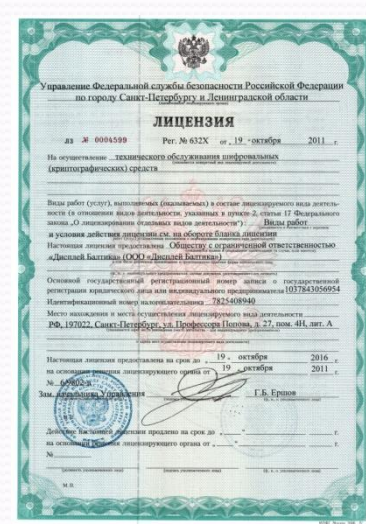 Управление Федеральной службы безопасности Российской Федерации
по городу Санкт-Петербургу и Ленинградской области
ЛИЦЕНЗИЯ
ЛЗ № 0004599 Рег. № 632Х от „ 19 “ октября 2011 г.
На осуществление технического обслуживания шифровальных
(криптографических) средств
Виды работ (услуг), выполняемых (оказываемых) в составе лицензируемого вида деятель-
ности (в отношении видов деятельности, указанных в пункте 2, статьи 17 Федерального
закона „О лицензировании отдельных видов деятельности“): Виды работ
и условия действия лицензии см. на обороте бланка лицензии
Настоящая лицензия предоставлена Обществу с ограниченной ответственностью
«Дисплей Балтика» (ООО «Дисплей Балтика»)
Основной государственный регистрационный номер записи о государственной
регистрации юридического лица или индивидуального предпринимателя 1037843056954
Идентификационный номер налогоплательщика 7825408940
Место нахождения и места осуществления лицензируемого вида деятельности
РФ, 197022, Санкт-Петербург, ул. Профессора Попова, д. 27, пом. 4Н, лит. А
Настоящая лицензия предоставлена на срок до „ 19 “ октября 2016 г.
на основании решения лицензирующего органа от „ 19 “ октября 2011 г.
№
Зам. начальника Управления Г.Б. Ершов
Действие настоящей лицензии продлено на срок до „ “ г.
на основании решения лицензирующего органа от „ “ г.
№
М.П.